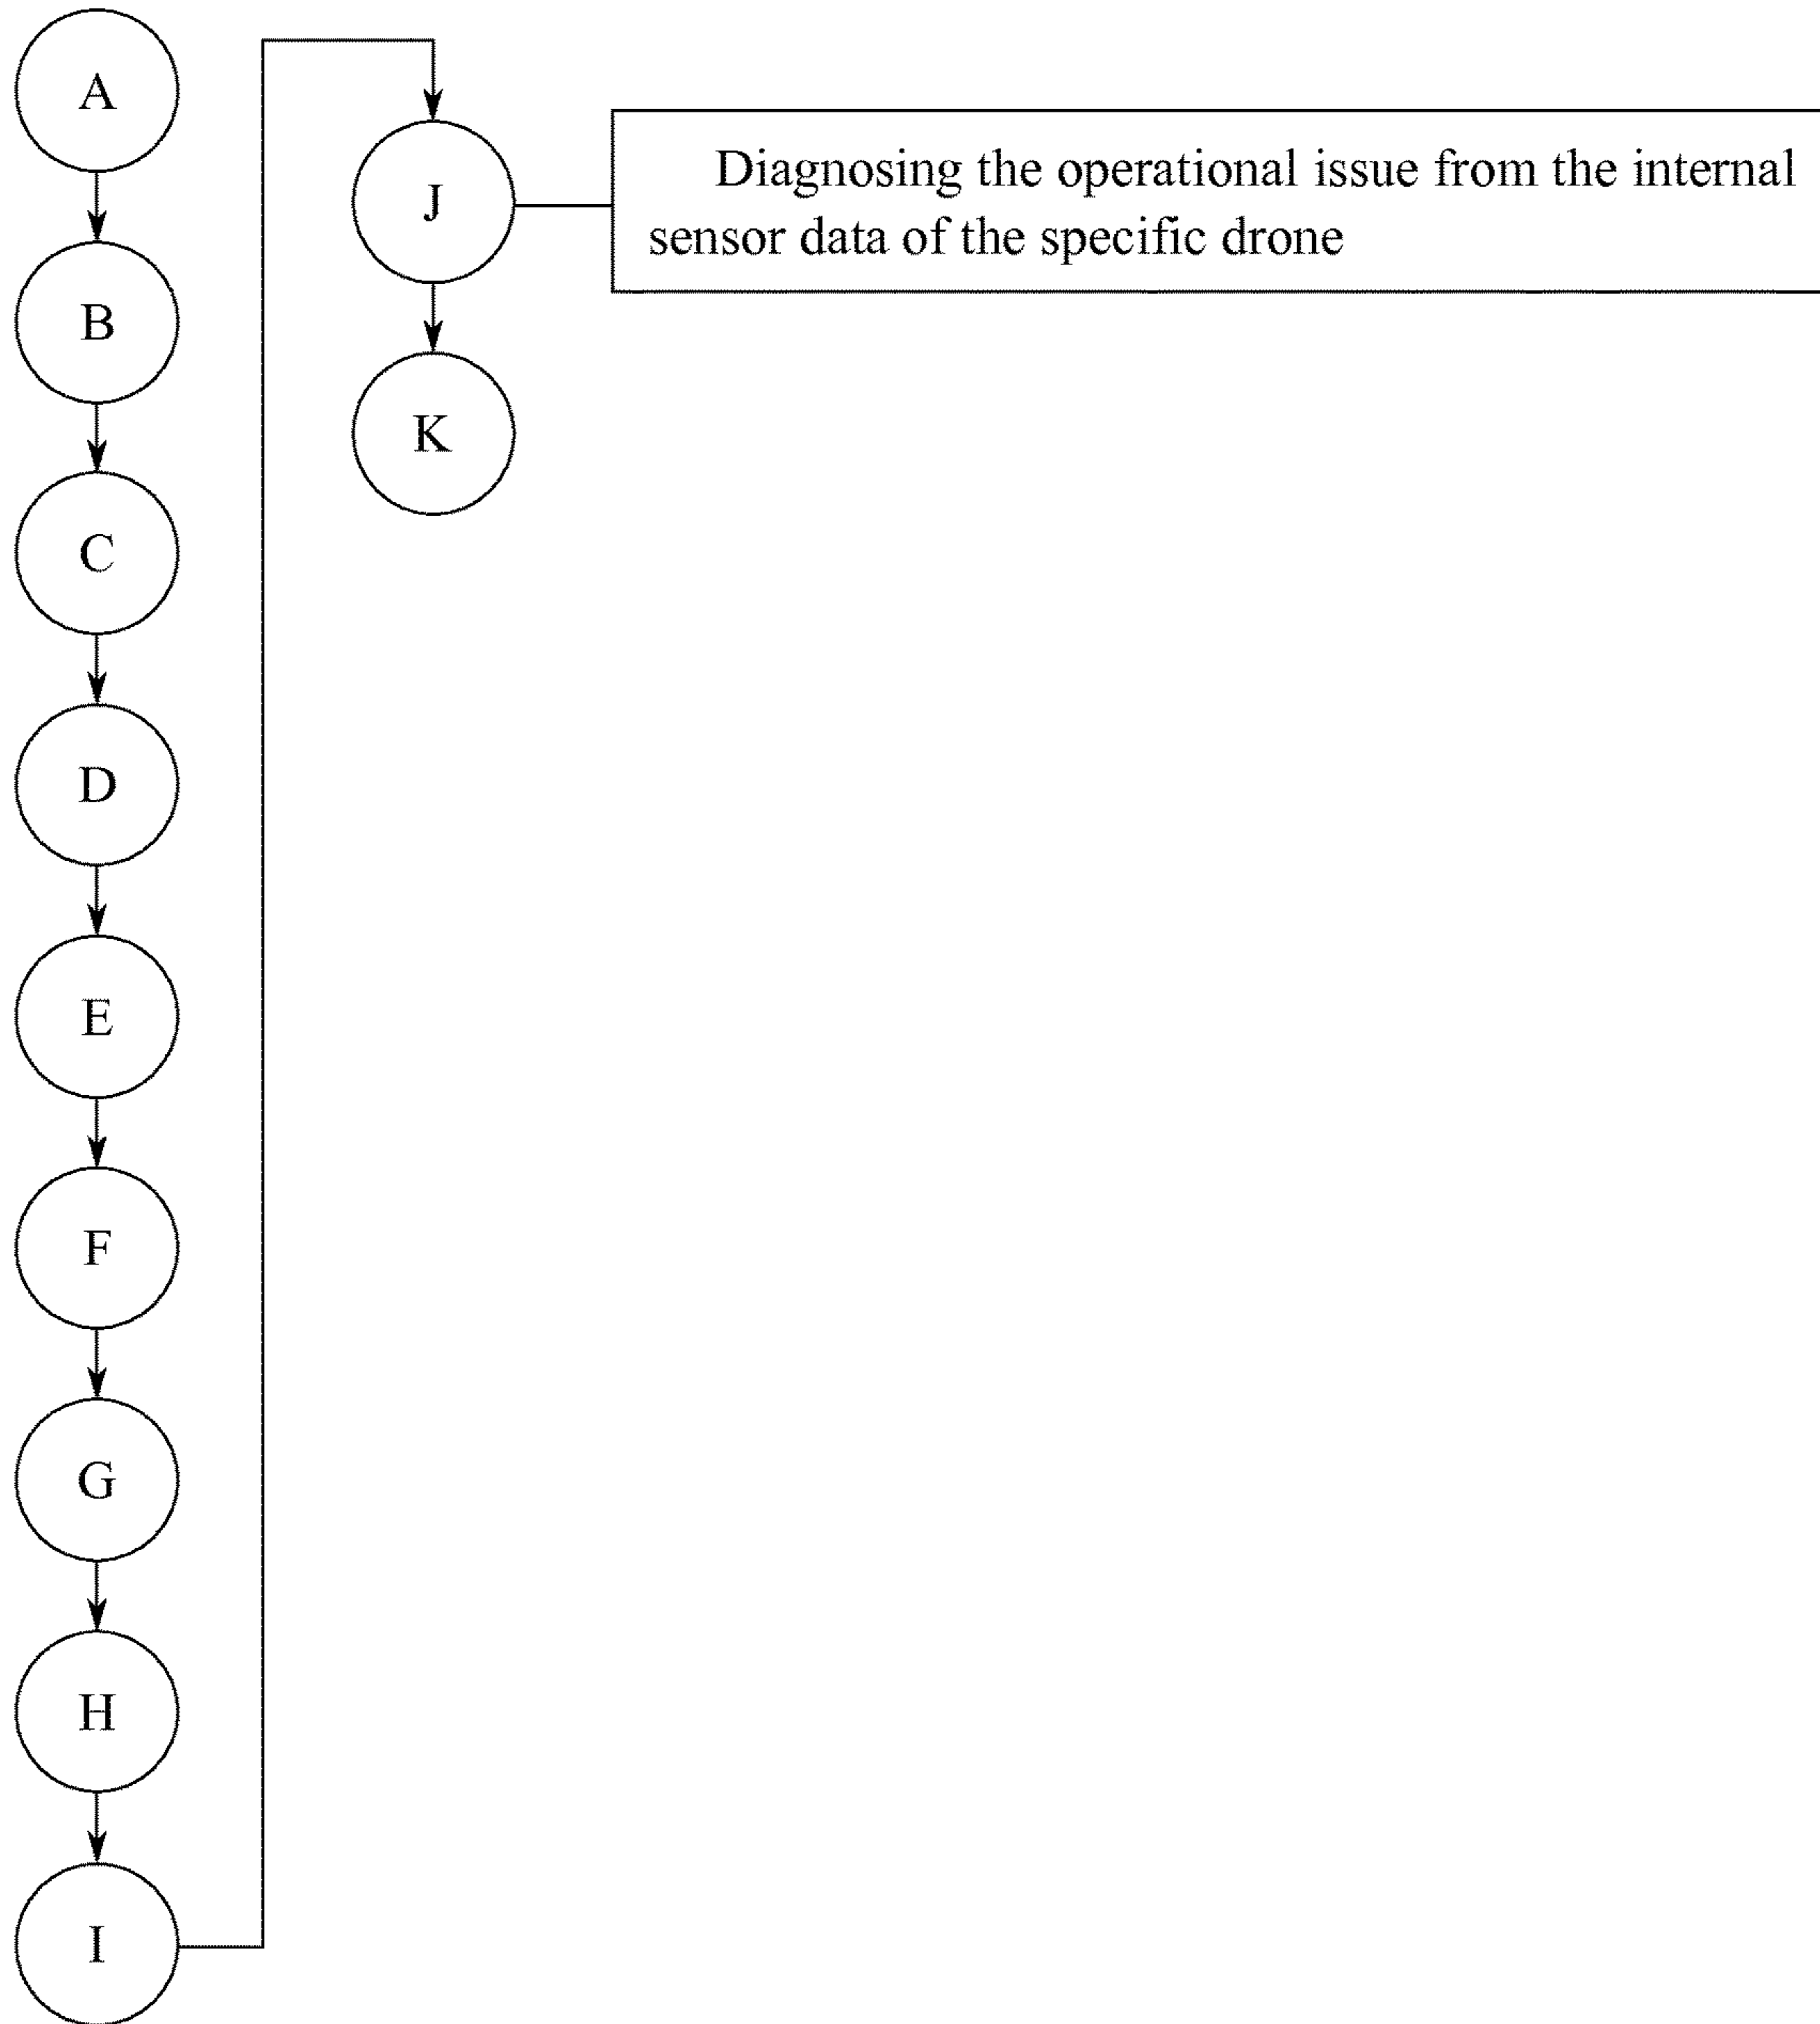 A
B
C
D
E
F
G
H
I
J
Diagnosing the operational issue from the internal
sensor data of the specific drone
K